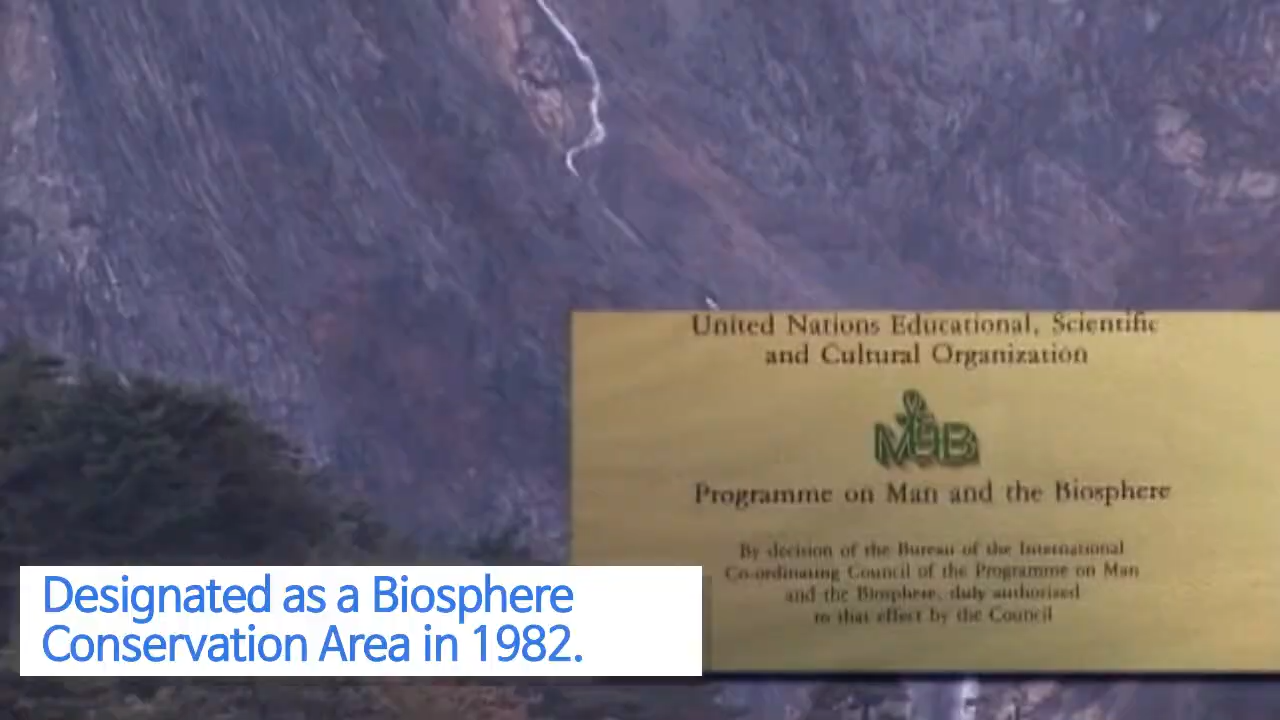 United Nations Educational, Scientific
and Cultural Organization
MAB
Programme on Man and the Biosphere
By decision of the Bureau of the International
Co-ordinating Council of the Programme on Man
and the Biosphere, duly authorised
to that effect by the Council
Designated as a Biosphere
Conservation Area in 1982.